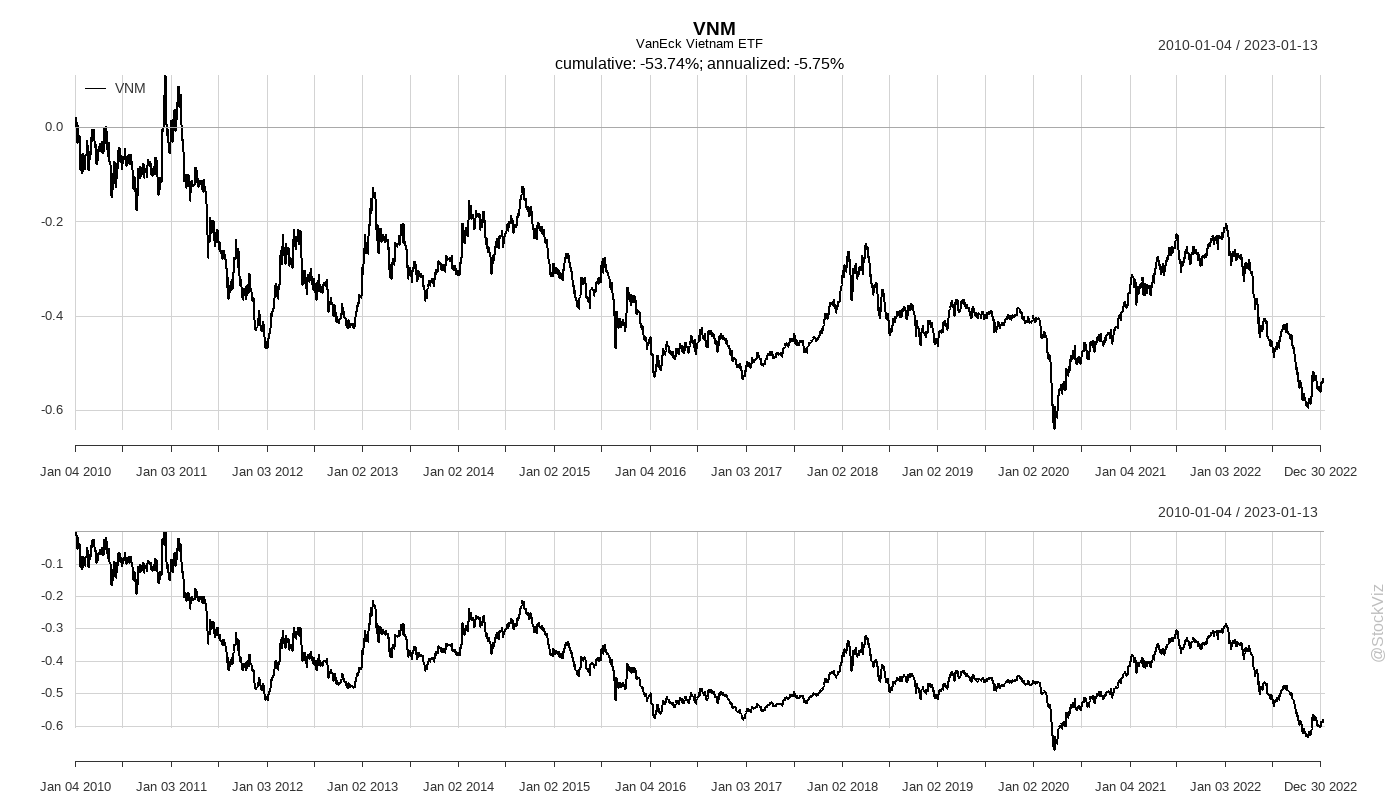 VNM
VanEck Vietnam ETF
cumulative: -53.74%; annualized: -5.75%
2010-01-04 / 2023-01-13
VNM
0.0
-0.2
-0.4
-0.6
Jan 04 2010 Jan 03 2011 Jan 03 2012 Jan 02 2013 Jan 02 2014 Jan 02 2015 Jan 04 2016 Jan 03 2017 Jan 02 2018 Jan 02 2019 Jan 02 2020 Jan 04 2021 Jan 03 2022 Dec 30 2022
2010-01-04 / 2023-01-13
-0.1
-0.2
-0.3
-0.4
-0.5
-0.6
Jan 04 2010 Jan 03 2011 Jan 03 2012 Jan 02 2013 Jan 02 2014 Jan 02 2015 Jan 04 2016 Jan 03 2017 Jan 02 2018 Jan 02 2019 Jan 02 2020 Jan 04 2021 Jan 03 2022 Dec 30 2022
@StockViz